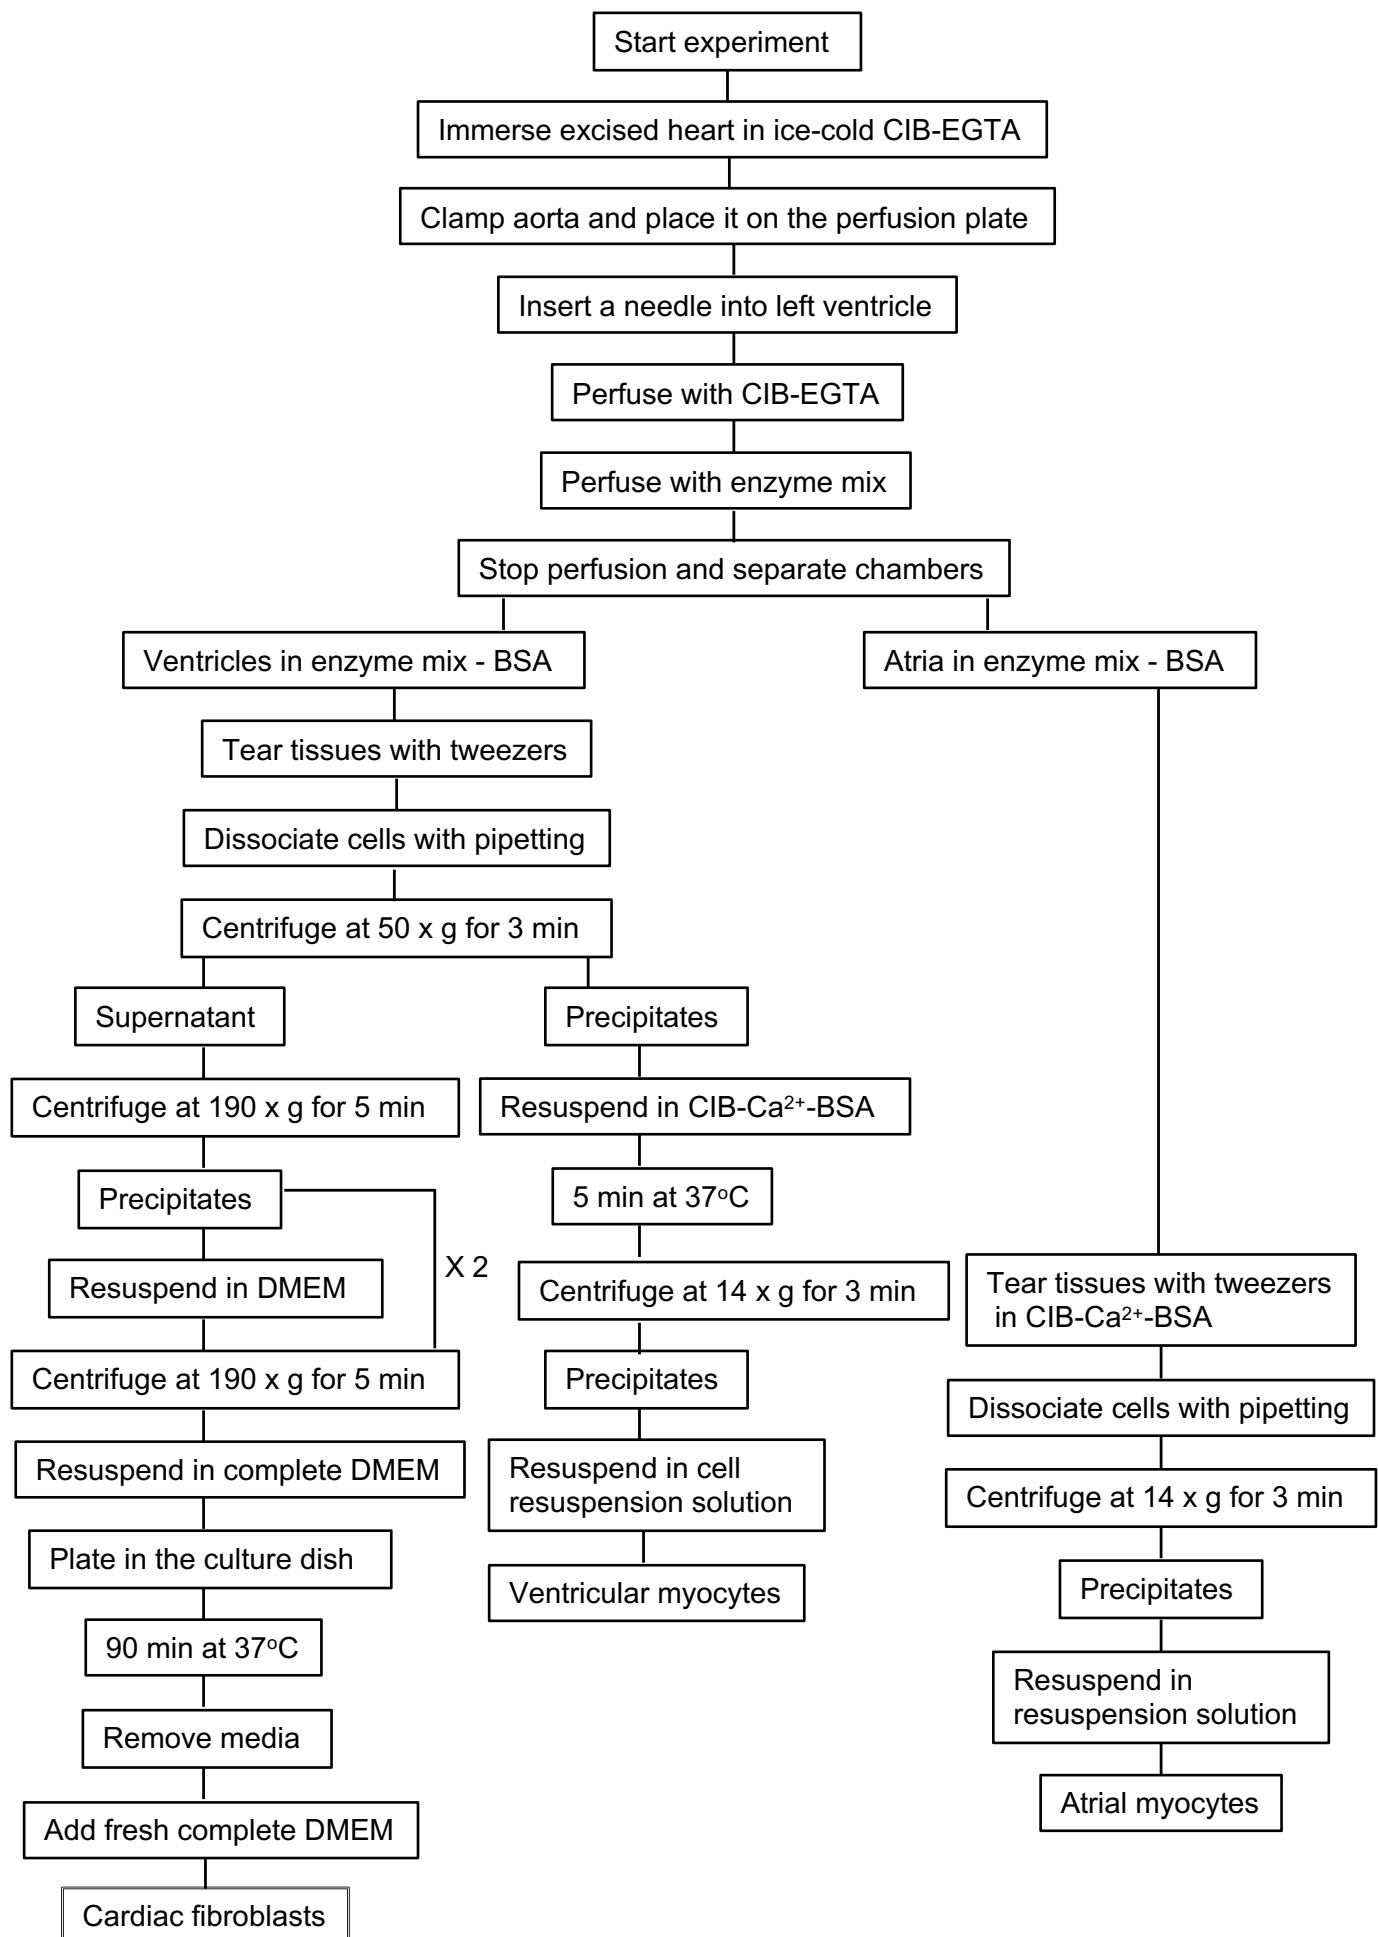 Start experiment
Immerse excised heart in ice-cold CIB-EGTA
Clamp aorta and place it on the perfusion plate
Insert a needle into left ventricle
Perfuse with CIB-EGTA
Perfuse with enzyme mix
Stop perfusion and separate chambers
Ventricles in enzyme mix - BSA
Tear tissues with tweezers
Dissociate cells with pipetting
Centrifuge at 50 x g for 3 min
Supernatant
Centrifuge at 190 x g for 5 min
Precipitates
X 2
Resuspend in DMEM
Centrifuge at 190 x g for 5 min
Resuspend in complete DMEM
Plate in the culture dish
90 min at 37°C
Remove media
Add fresh complete DMEM
Cardiac fibroblasts
Precipitates
Resuspend in CIB-Ca²⁺-BSA
5 min at 37°C
Centrifuge at 14 x g for 3 min
Precipitates
Resuspend in cell
resuspension solution
Ventricular myocytes
Atria in enzyme mix - BSA
Tear tissues with tweezers
in CIB-Ca²⁺-BSA
Dissociate cells with pipetting
Centrifuge at 14 x g for 3 min
Precipitates
Resuspend in
resuspension solution
Atrial myocytes